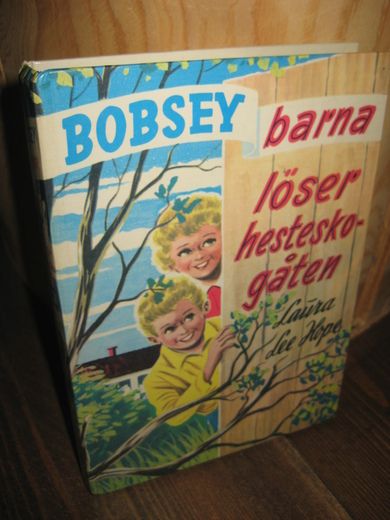 BOBSEY barna
löser
hestesko-
gåten
Laura
Lee Hope